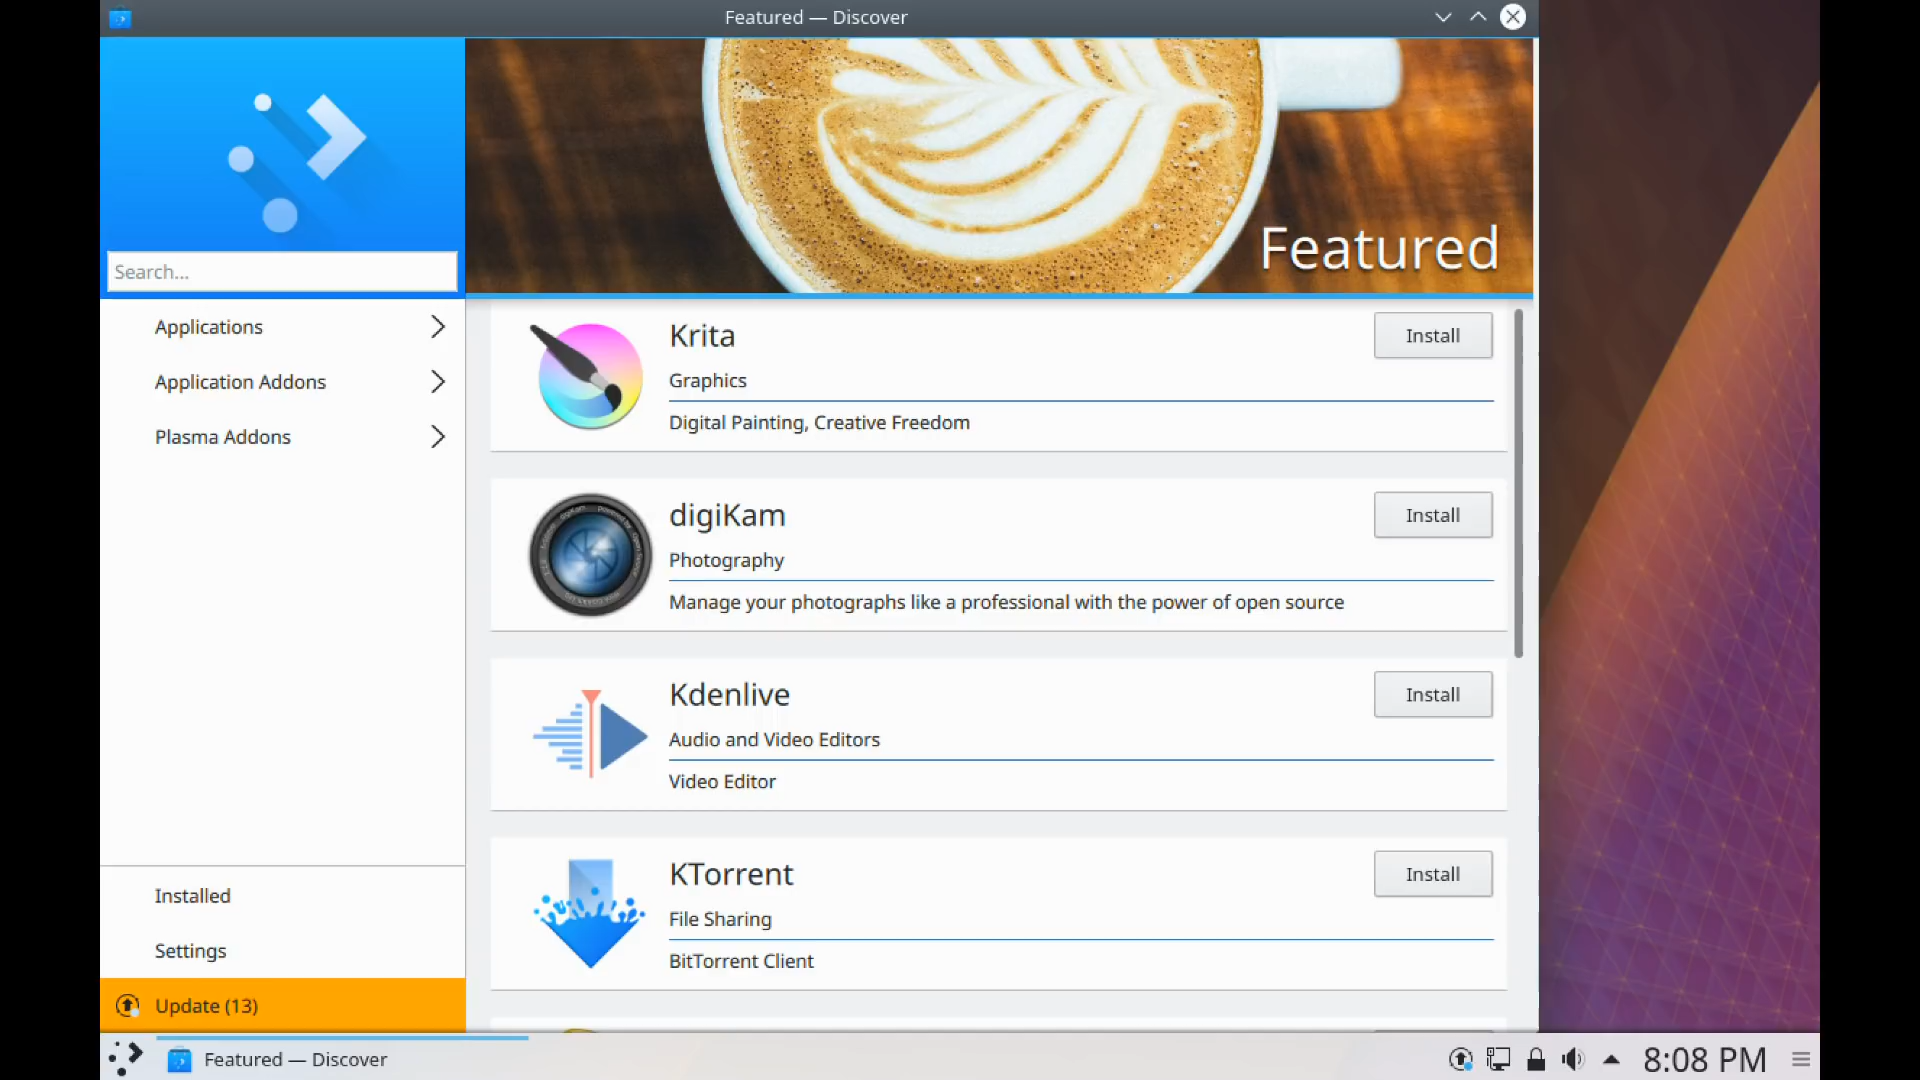 Featured — Discover
Featured
Search...
Applications
Application Addons
Plasma Addons
Krita
Install
Graphics
Digital Painting, Creative Freedom
digiKam
Install
Photography
Manage your photographs like a professional with the power of open source
Kdenlive
Install
Audio and Video Editors
Video Editor
KTorrent
Install
File Sharing
BitTorrent Client
Installed
Settings
Update (13)
Featured — Discover
8:08 PM